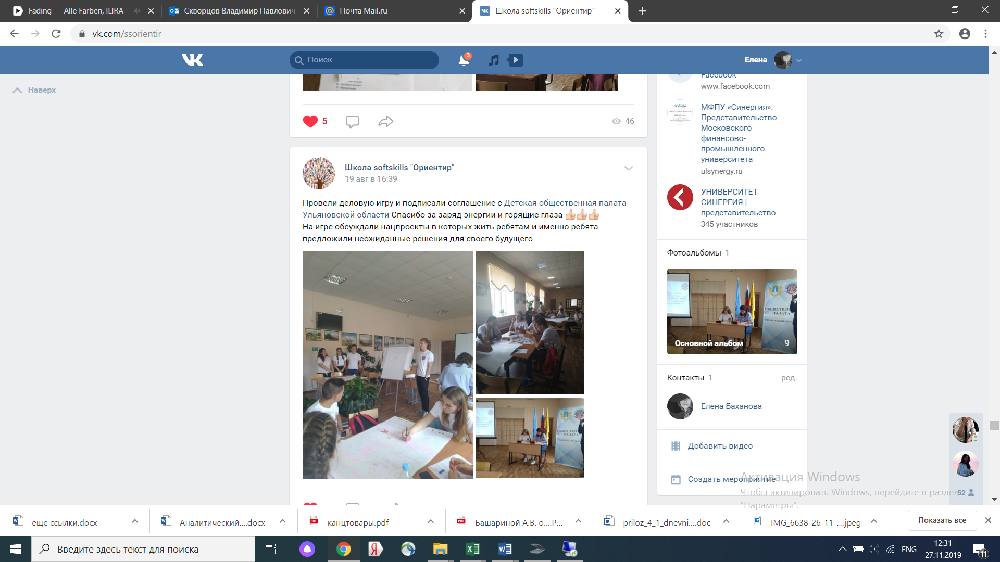 Fading — Alle Farben, ILIRA
Скворцов Владимир Павлович
Почта Mail.ru
Школа softskills "Ориентир"
vk.com/ssorientir
Поиск
3
Елена
Наверх
5
46
Школа softskills "Ориентир"
19 авг в 16:39
Провели деловую игру и подписали соглашение с Детская общественная палата
Ульяновской области Спасибо за заряд энергии и горящие глаза 👍👍👍
На игре обсуждали нацпроекты в которых жить ребятам и именно ребята
предложили неожиданные решения для своего будущего
Facebook
www.facebook.com
МФПУ «Синергия».
Представительство
Московского
финансово-
промышленного
университета
ulsynergy.ru
УНИВЕРСИТЕТ
СИНЕРГИЯ |
представительство
345 участников
Фотоальбомы 1
ОБЩЕСТВЕННАЯ
ПАЛАТА
Основной альбом 9
Контакты 1 ред.
Елена Баханова
Добавить видео
Создать мероприятие
52
Активация Windows
Чтобы активировать Windows, перейдите в раздел
"Параметры".
еще ссылки.docx
Аналитический....docx
канцтовары.pdf
Башариной А.В. о....P...
priloz_4_1_dnevni....doc
IMG_6638-26-11-....jpeg
Показать все
Введите здесь текст для поиска
ENG
12:31
27.11.2019
11